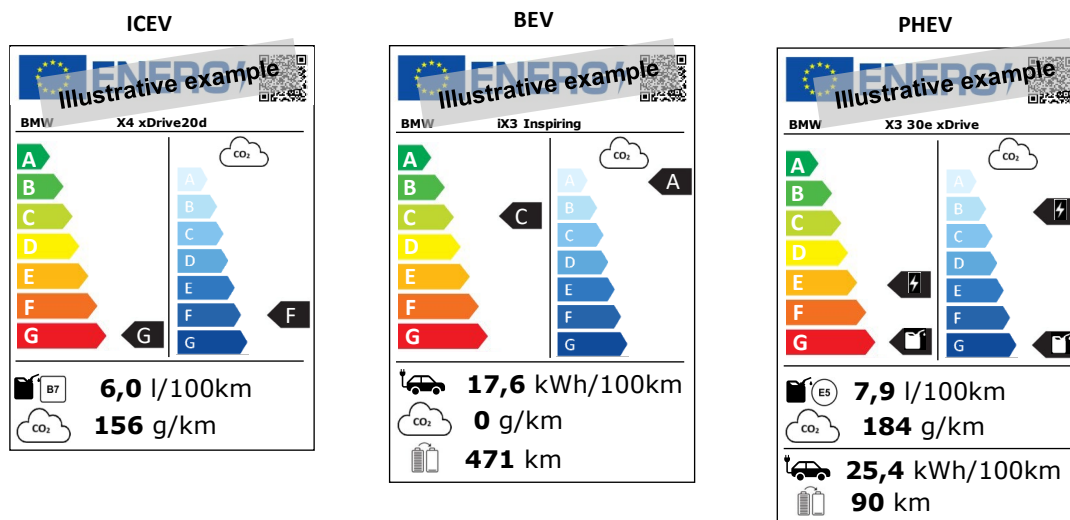 ICEV
ENERG
Illustrative example
BMW X4 xDrive20d
CO₂
A
B
C
D
E
F
G
G
A
B
C
D
E
F
G
F
B7
6,0 l/100km
CO₂
156 g/km
BEV
ENERG
Illustrative example
BMW iX3 Inspiring
CO₂
A
B
C
D
E
F
G
C
A
B
C
D
E
F
G
A
17,6 kWh/100km
CO₂
0 g/km
471 km
PHEV
ENERG
Illustrative example
BMW X3 30e xDrive
CO₂
A
B
C
D
E
F
G
A
B
C
D
E
F
G
E5
7,9 l/100km
CO₂
184 g/km
25,4 kWh/100km
90 km